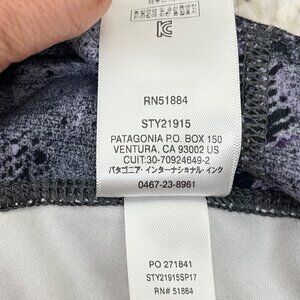 RN51884
STY21915
PATAGONIA P.O. BOX 150
VENTURA, CA 93002 US
CUIT:30-70924649-2
パタゴニア・インターナショナル・インク
0467-23-8961
PO 271841
STY21915SP17
RN# 51884